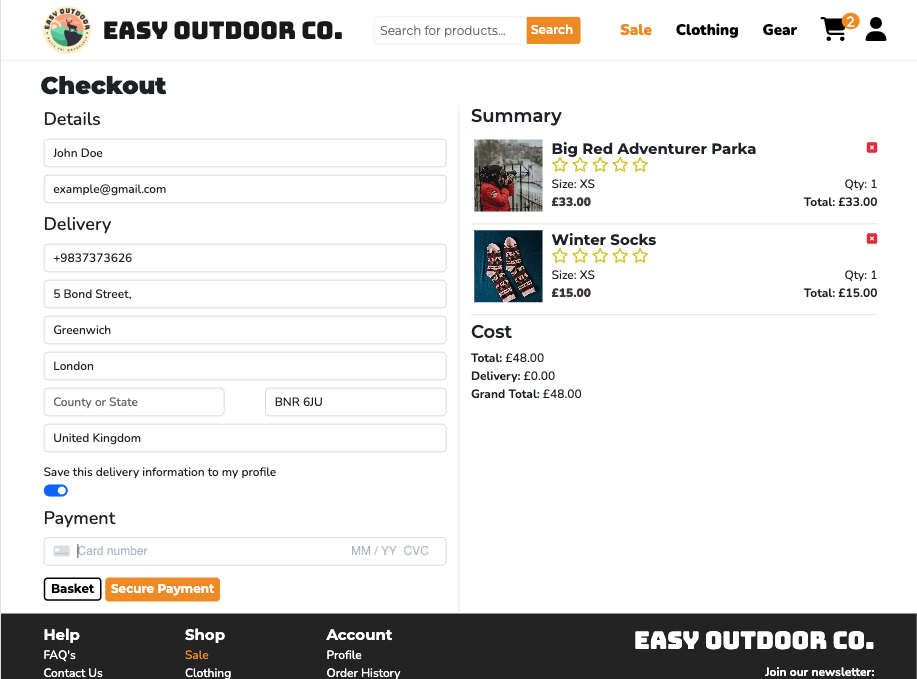 EASY OUTDOOR
EASY OUTDOOR CO.
Search for products...
Search
Sale
Clothing
Gear
2
Checkout
Details
John Doe
example@gmail.com
Delivery
+9837373626
5 Bond Street,
Greenwich
London
County or State
BNR 6JU
United Kingdom
Save this delivery information to my profile
Payment
Card number MM / YY CVC
Basket
Secure Payment
Summary
Big Red Adventurer Parka
Size: XS
Qty: 1
£33.00
Total: £33.00
Winter Socks
Size: XS
Qty: 1
£15.00
Total: £15.00
Cost
Total: £48.00
Delivery: £0.00
Grand Total: £48.00
Help
FAQ's
Contact Us
Shop
Sale
Clothing
Account
Profile
Order History
EASY OUTDOOR CO.
Join our newsletter: